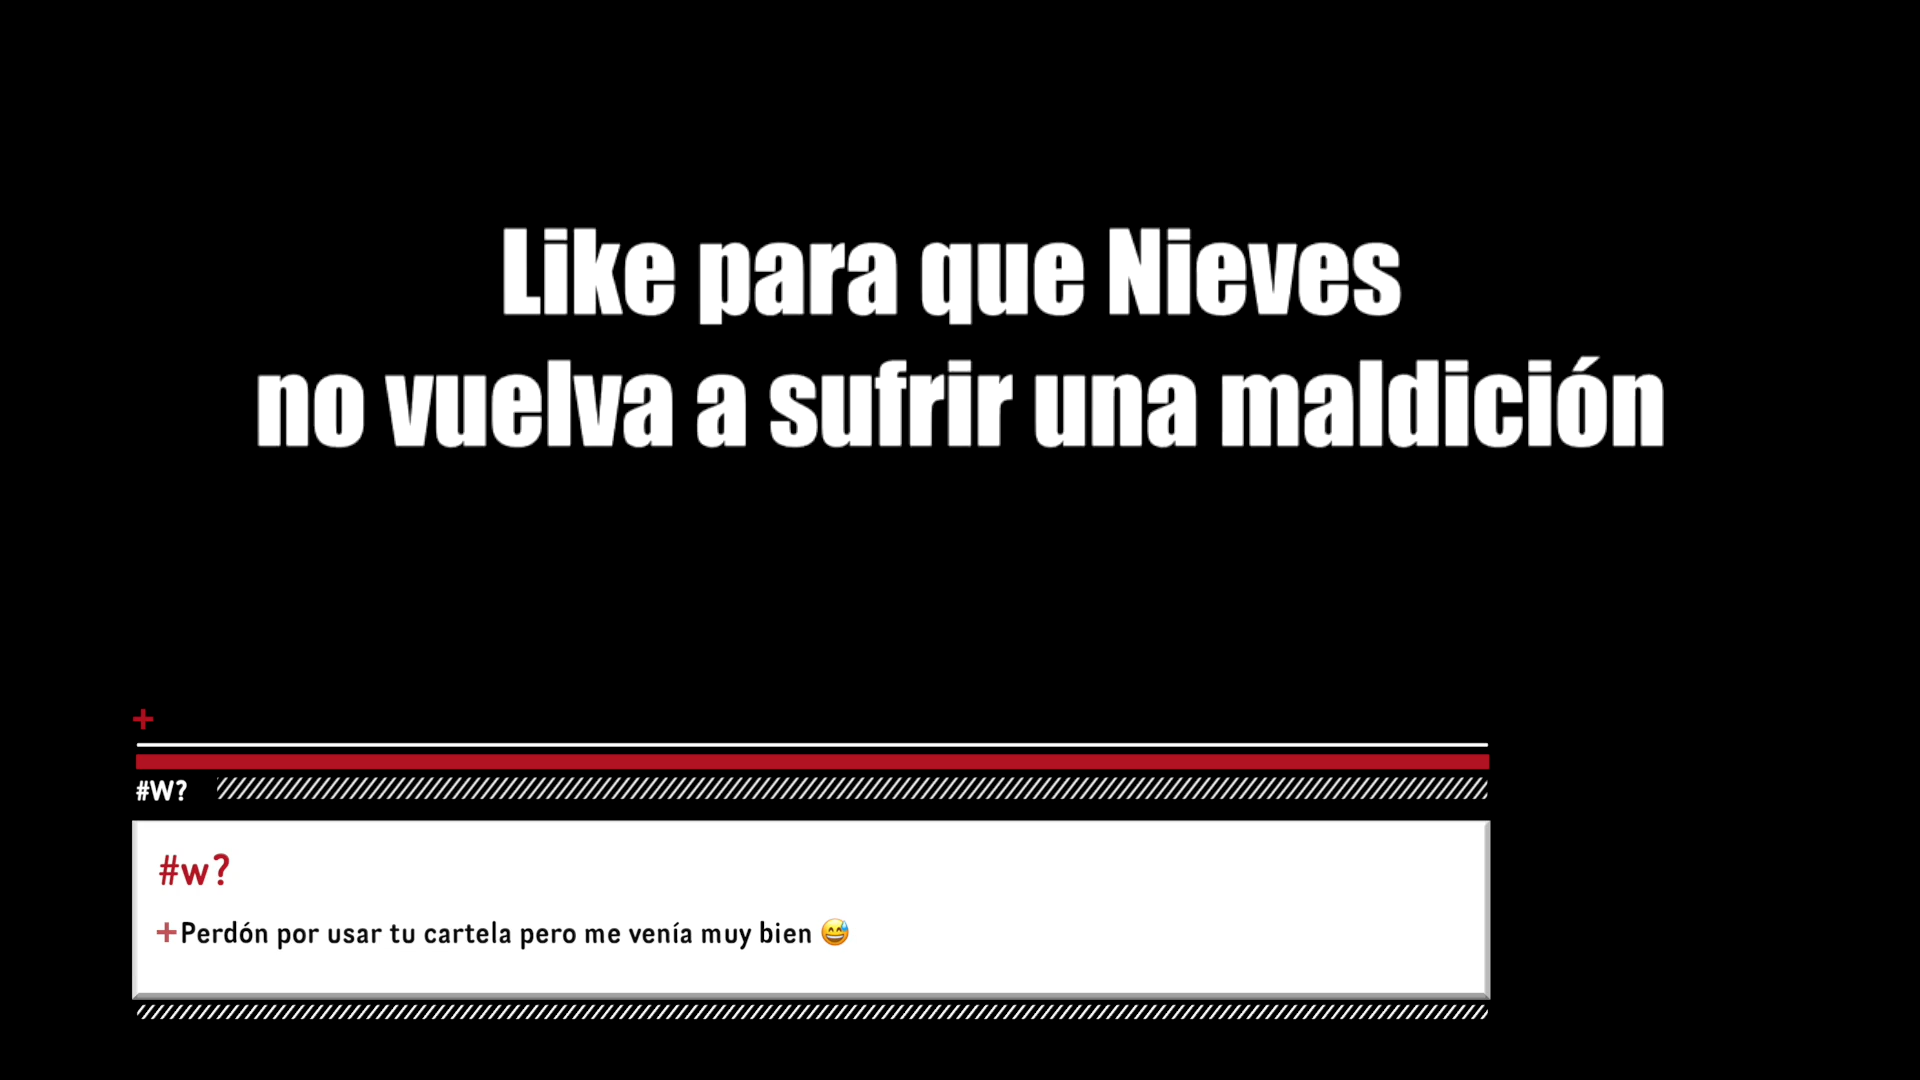 Like para que Nieves
no vuelva a sufrir una maldición
+
#W?
#w?
+Perdón por usar tu cartela pero me venía muy bien 😅